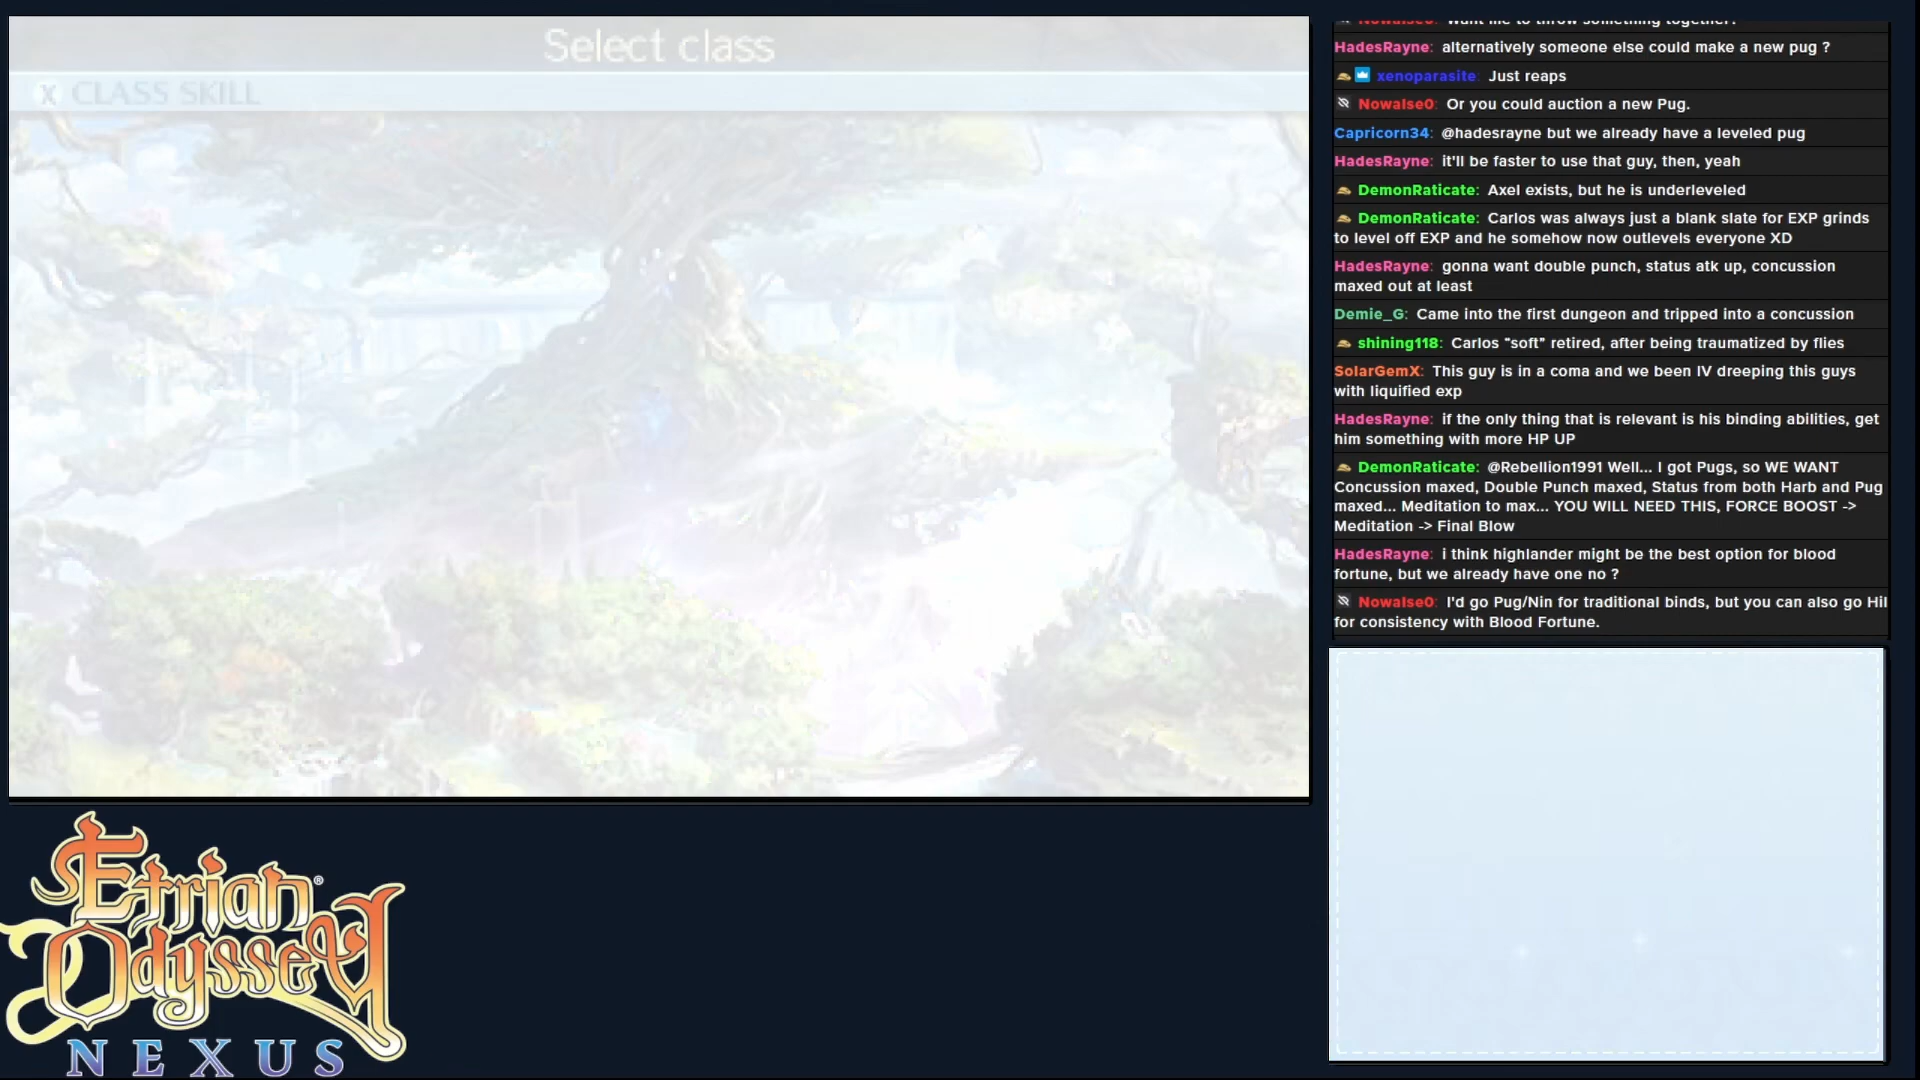 Select class
X CLASS SKILL
HadesRayne: alternatively someone else could make a new pug ?
xenoparasite: Just reaps
Nowalse0: Or you could auction a new Pug.
Capricorn34: @hadesrayne but we already have a leveled pug
HadesRayne: it'll be faster to use that guy, then, yeah
DemonRaticate: Axel exists, but he is underleveled
DemonRaticate: Carlos was always just a blank slate for EXP grinds
to level off EXP and he somehow now outlevels everyone XD
HadesRayne: gonna want double punch, status atk up, concussion
maxed out at least
Demie_G: Came into the first dungeon and tripped into a concussion
shining118: Carlos "soft" retired, after being traumatized by flies
SolarGemX: This guy is in a coma and we been IV dreeping this guys
with liquified exp
HadesRayne: if the only thing that is relevant is his binding abilities, get
him something with more HP UP
DemonRaticate: @Rebellion1991 Well... I got Pugs, so WE WANT
Concussion maxed, Double Punch maxed, Status from both Harb and Pug
maxed... Meditation to max... YOU WILL NEED THIS, FORCE BOOST ->
Meditation -> Final Blow
HadesRayne: i think highlander might be the best option for blood
fortune, but we already have one no ?
Nowalse0: I'd go Pug/Nin for traditional binds, but you can also go Hil
for consistency with Blood Fortune.
Etrian®
Odyssey
NEXUS